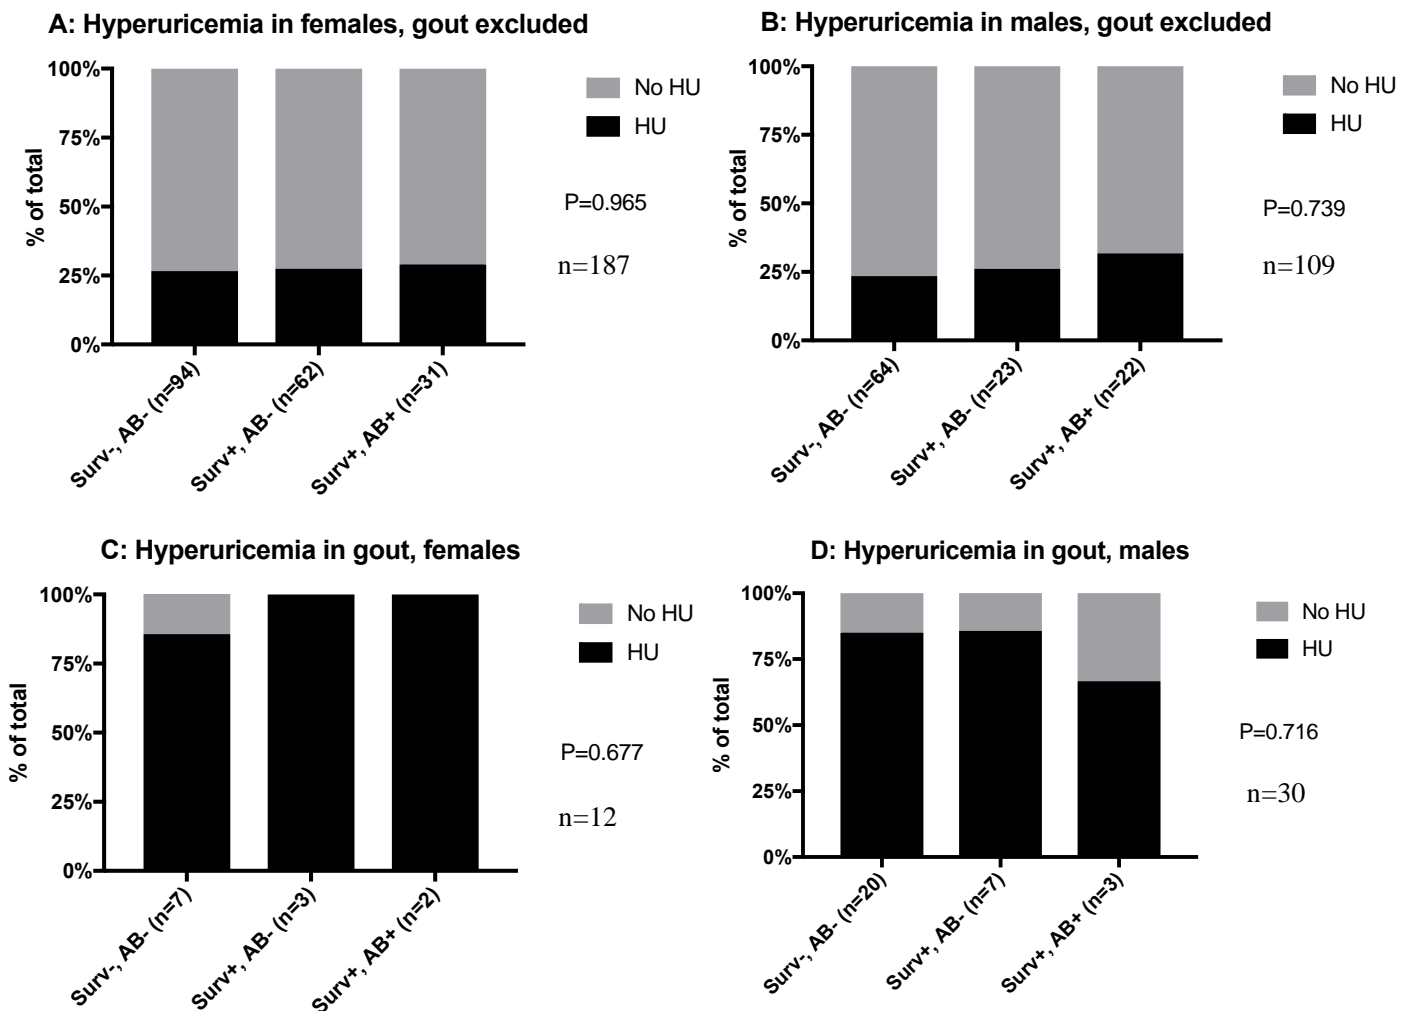 A: Hyperuricemia in females, gout excluded
100%
75%
50%
25%
0%
% of total
No HU
HU
P=0.965
n=187
Surv-, AB- (n=94)
Surv+, AB- (n=62)
Surv+, AB+ (n=31)
B: Hyperuricemia in males, gout excluded
100%
75%
50%
25%
0%
% of total
No HU
HU
P=0.739
n=109
Surv-, AB- (n=64)
Surv+, AB- (n=23)
Surv+, AB+ (n=22)
C: Hyperuricemia in gout, females
100%
75%
50%
25%
0%
% of total
No HU
HU
P=0.677
n=12
Surv-, AB- (n=7)
Surv+, AB- (n=3)
Surv+, AB+ (n=2)
D: Hyperuricemia in gout, males
100%
75%
50%
25%
0%
% of total
No HU
HU
P=0.716
n=30
Surv-, AB- (n=20)
Surv+, AB- (n=7)
Surv+, AB+ (n=3)